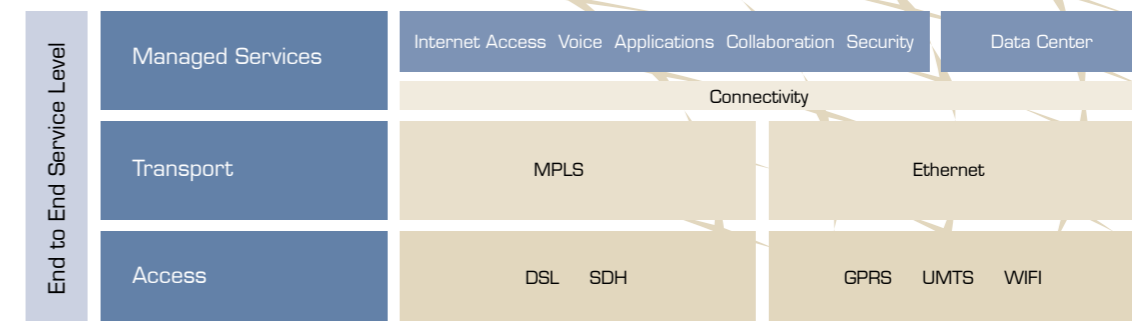 End to End Service Level
Managed Services
Internet Access Voice Applications Collaboration Security
Data Center
Connectivity
Transport
MPLS
Ethernet
Access
DSL SDH
GPRS UMTS WIFI